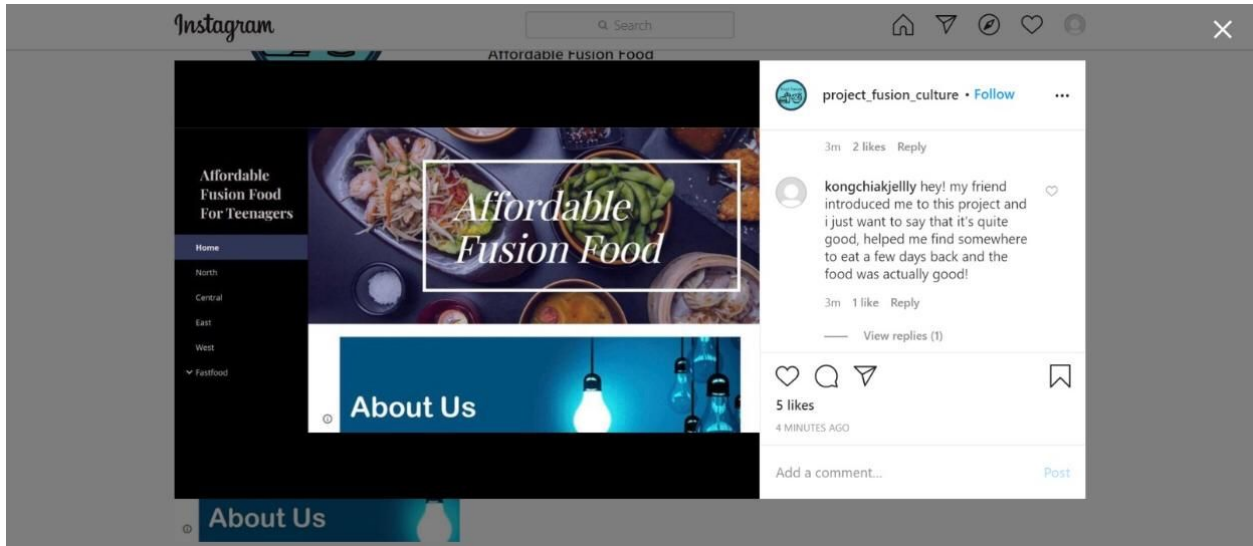 Instagram
Search
Affordable Fusion Food
Affordable
Fusion Food
For Teenagers
Home
North
Central
East
West
Fastfood
Affordable
Fusion Food
About Us
project_fusion_culture • Follow
3m 2 likes Reply
kongchiakjellly hey! my friend
introduced me to this project and
i just want to say that it's quite
good, helped me find somewhere
to eat a few days back and the
food was actually good!
3m 1 like Reply
View replies (1)
5 likes
4 MINUTES AGO
Add a comment... Post
About Us